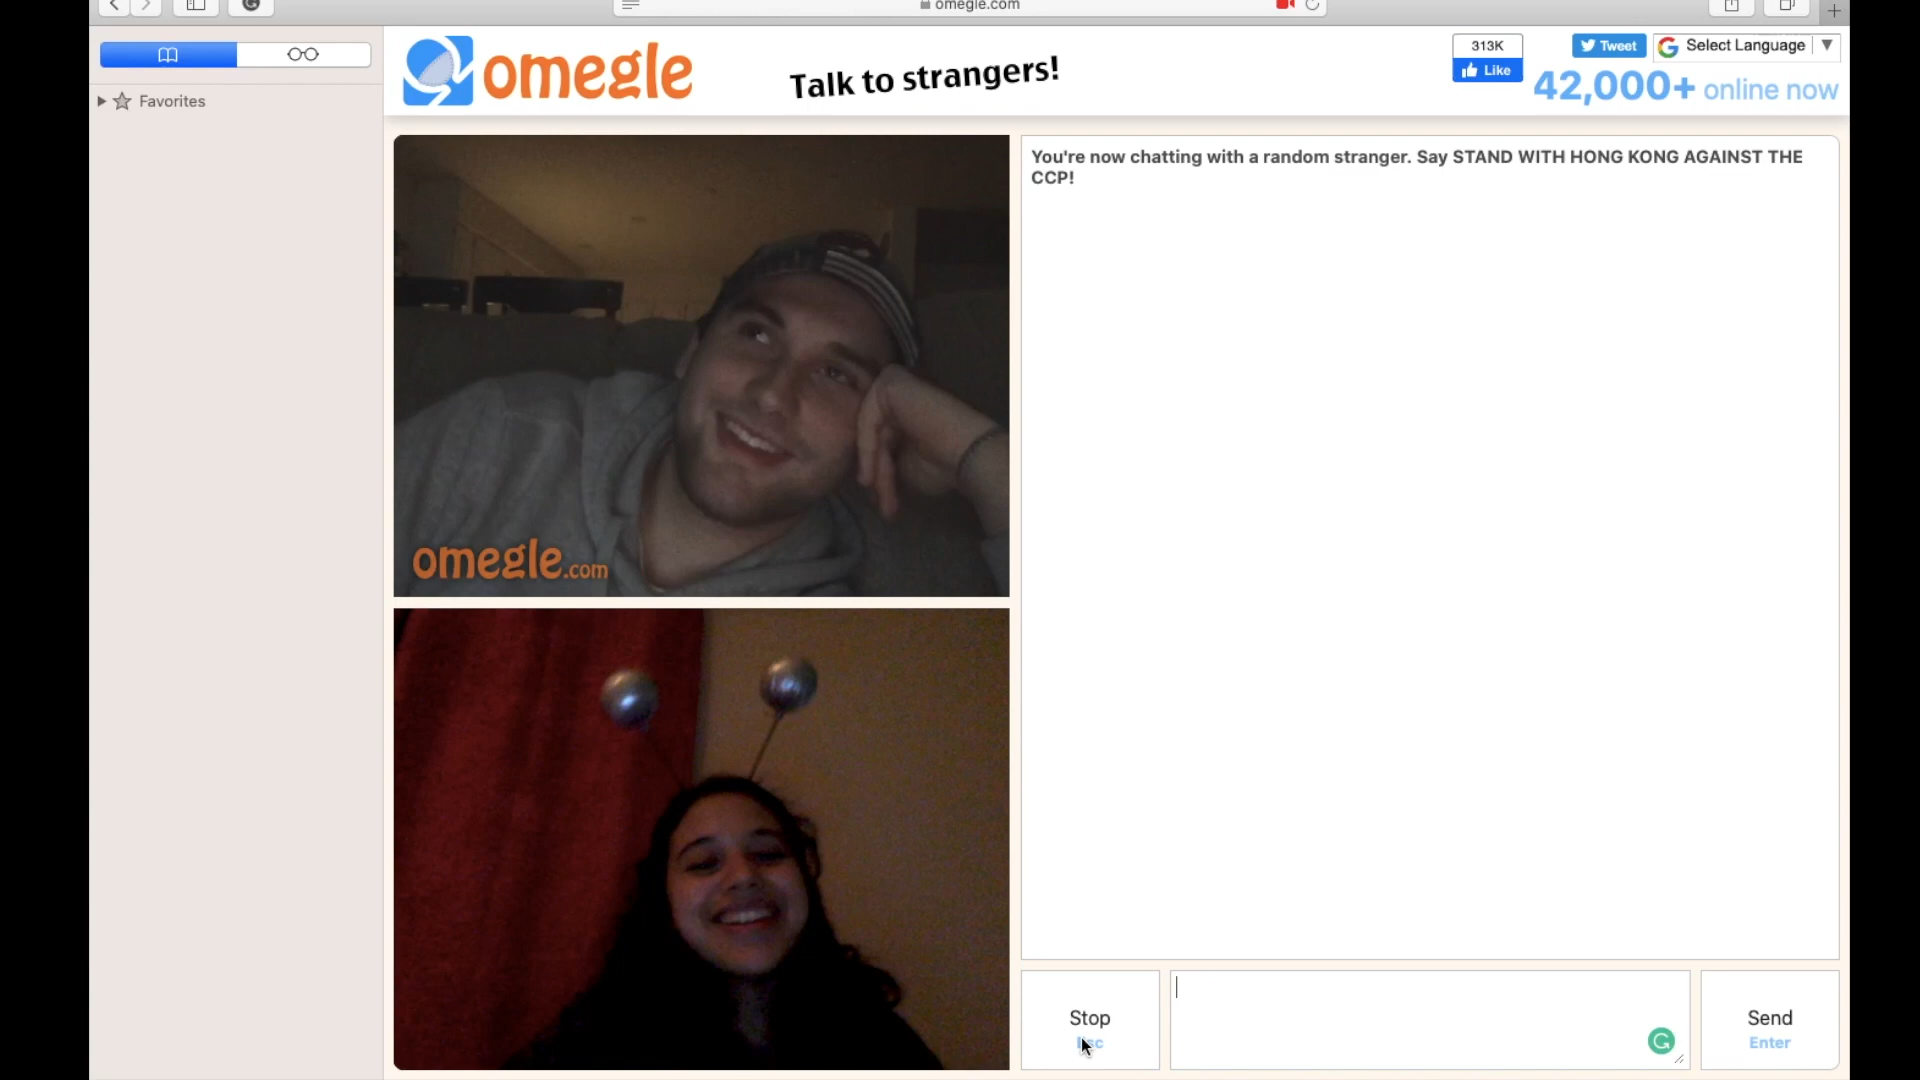 omegle.com
Favorites
omegle
Talk to strangers!
313K
Like
Tweet
Select Language
42,000+ online now
You're now chatting with a random stranger. Say STAND WITH HONG KONG AGAINST THE
CCP!
omegle.com
Stop
Send
Enter